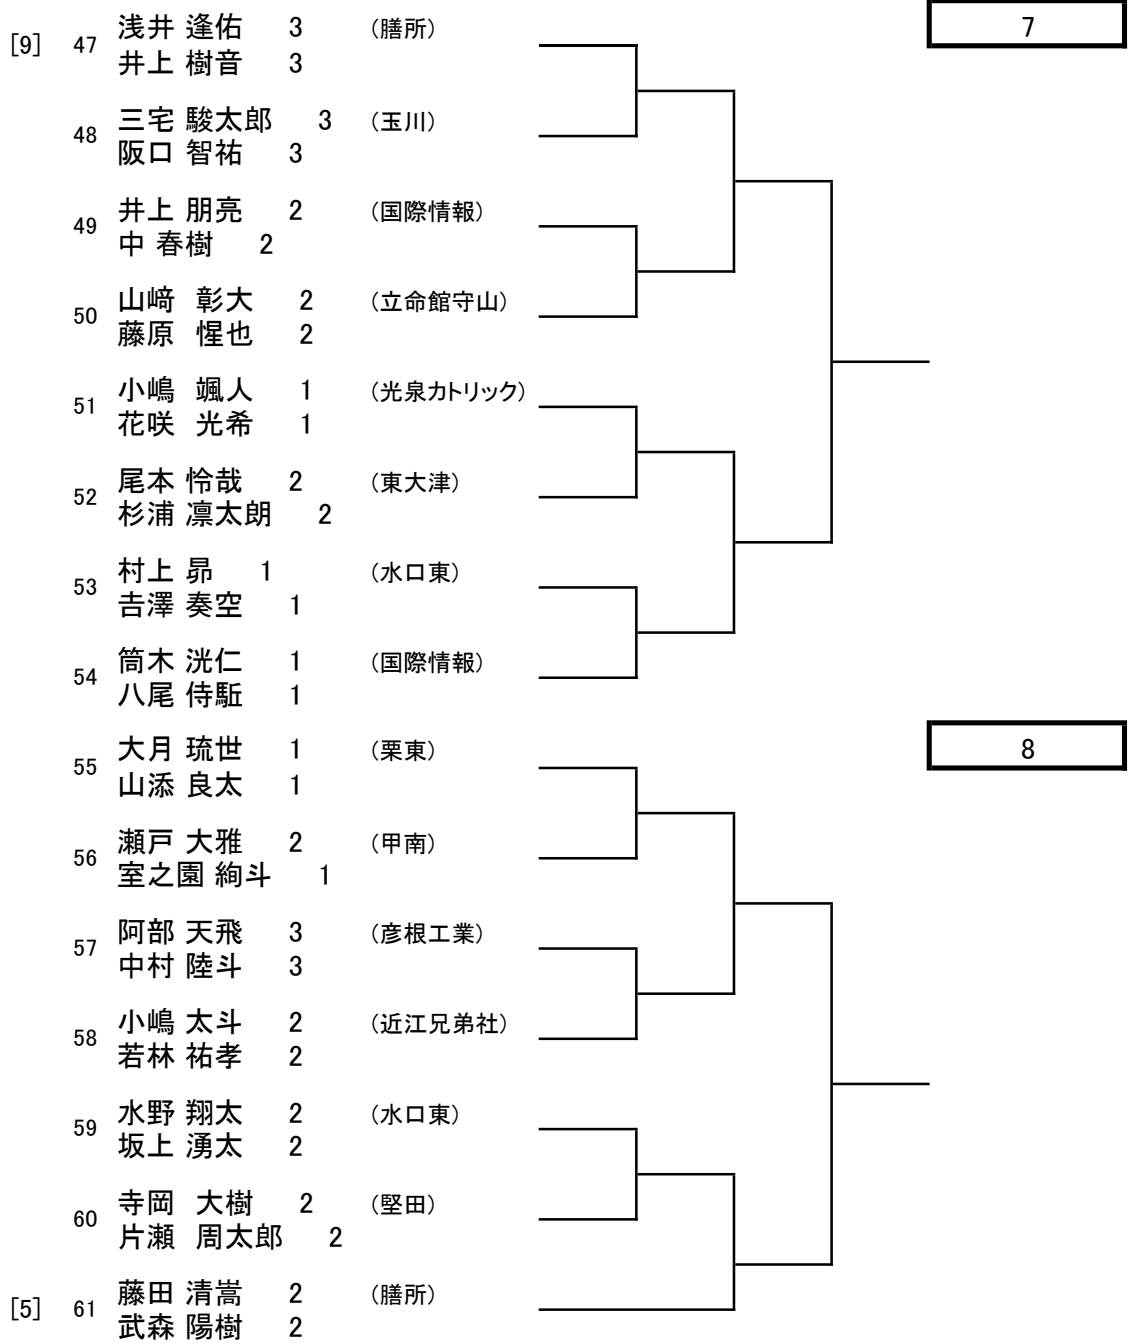 7
[9] 47 浅井 逢佑 3 (膳所)
井上 樹音 3
48 三宅 駿太郎 3 (玉川)
阪口 智祐 3
49 井上 朋亮 2 (国際情報)
中 春樹 2
50 山﨑 彰大 2 (立命館守山)
藤原 惺也 2
51 小嶋 颯人 1 (光泉カトリック)
花咲 光希 1
52 尾本 怜哉 2 (東大津)
杉浦 凛太朗 2
53 村上 昴 1 (水口東)
𠮷澤 奏空 1
54 筒木 洸仁 1 (国際情報)
八尾 侍駈 1
8
55 大月 琉世 1 (栗東)
山添 良太 1
56 瀬戸 大雅 2 (甲南)
室之園 絢斗 1
57 阿部 天飛 3 (彦根工業)
中村 陸斗 3
58 小嶋 太斗 2 (近江兄弟社)
若林 祐孝 2
59 水野 翔太 2 (水口東)
坂上 湧太 2
60 寺岡 大樹 2 (堅田)
片瀬 周太郎 2
[5] 61 藤田 清嵩 2 (膳所)
武森 陽樹 2